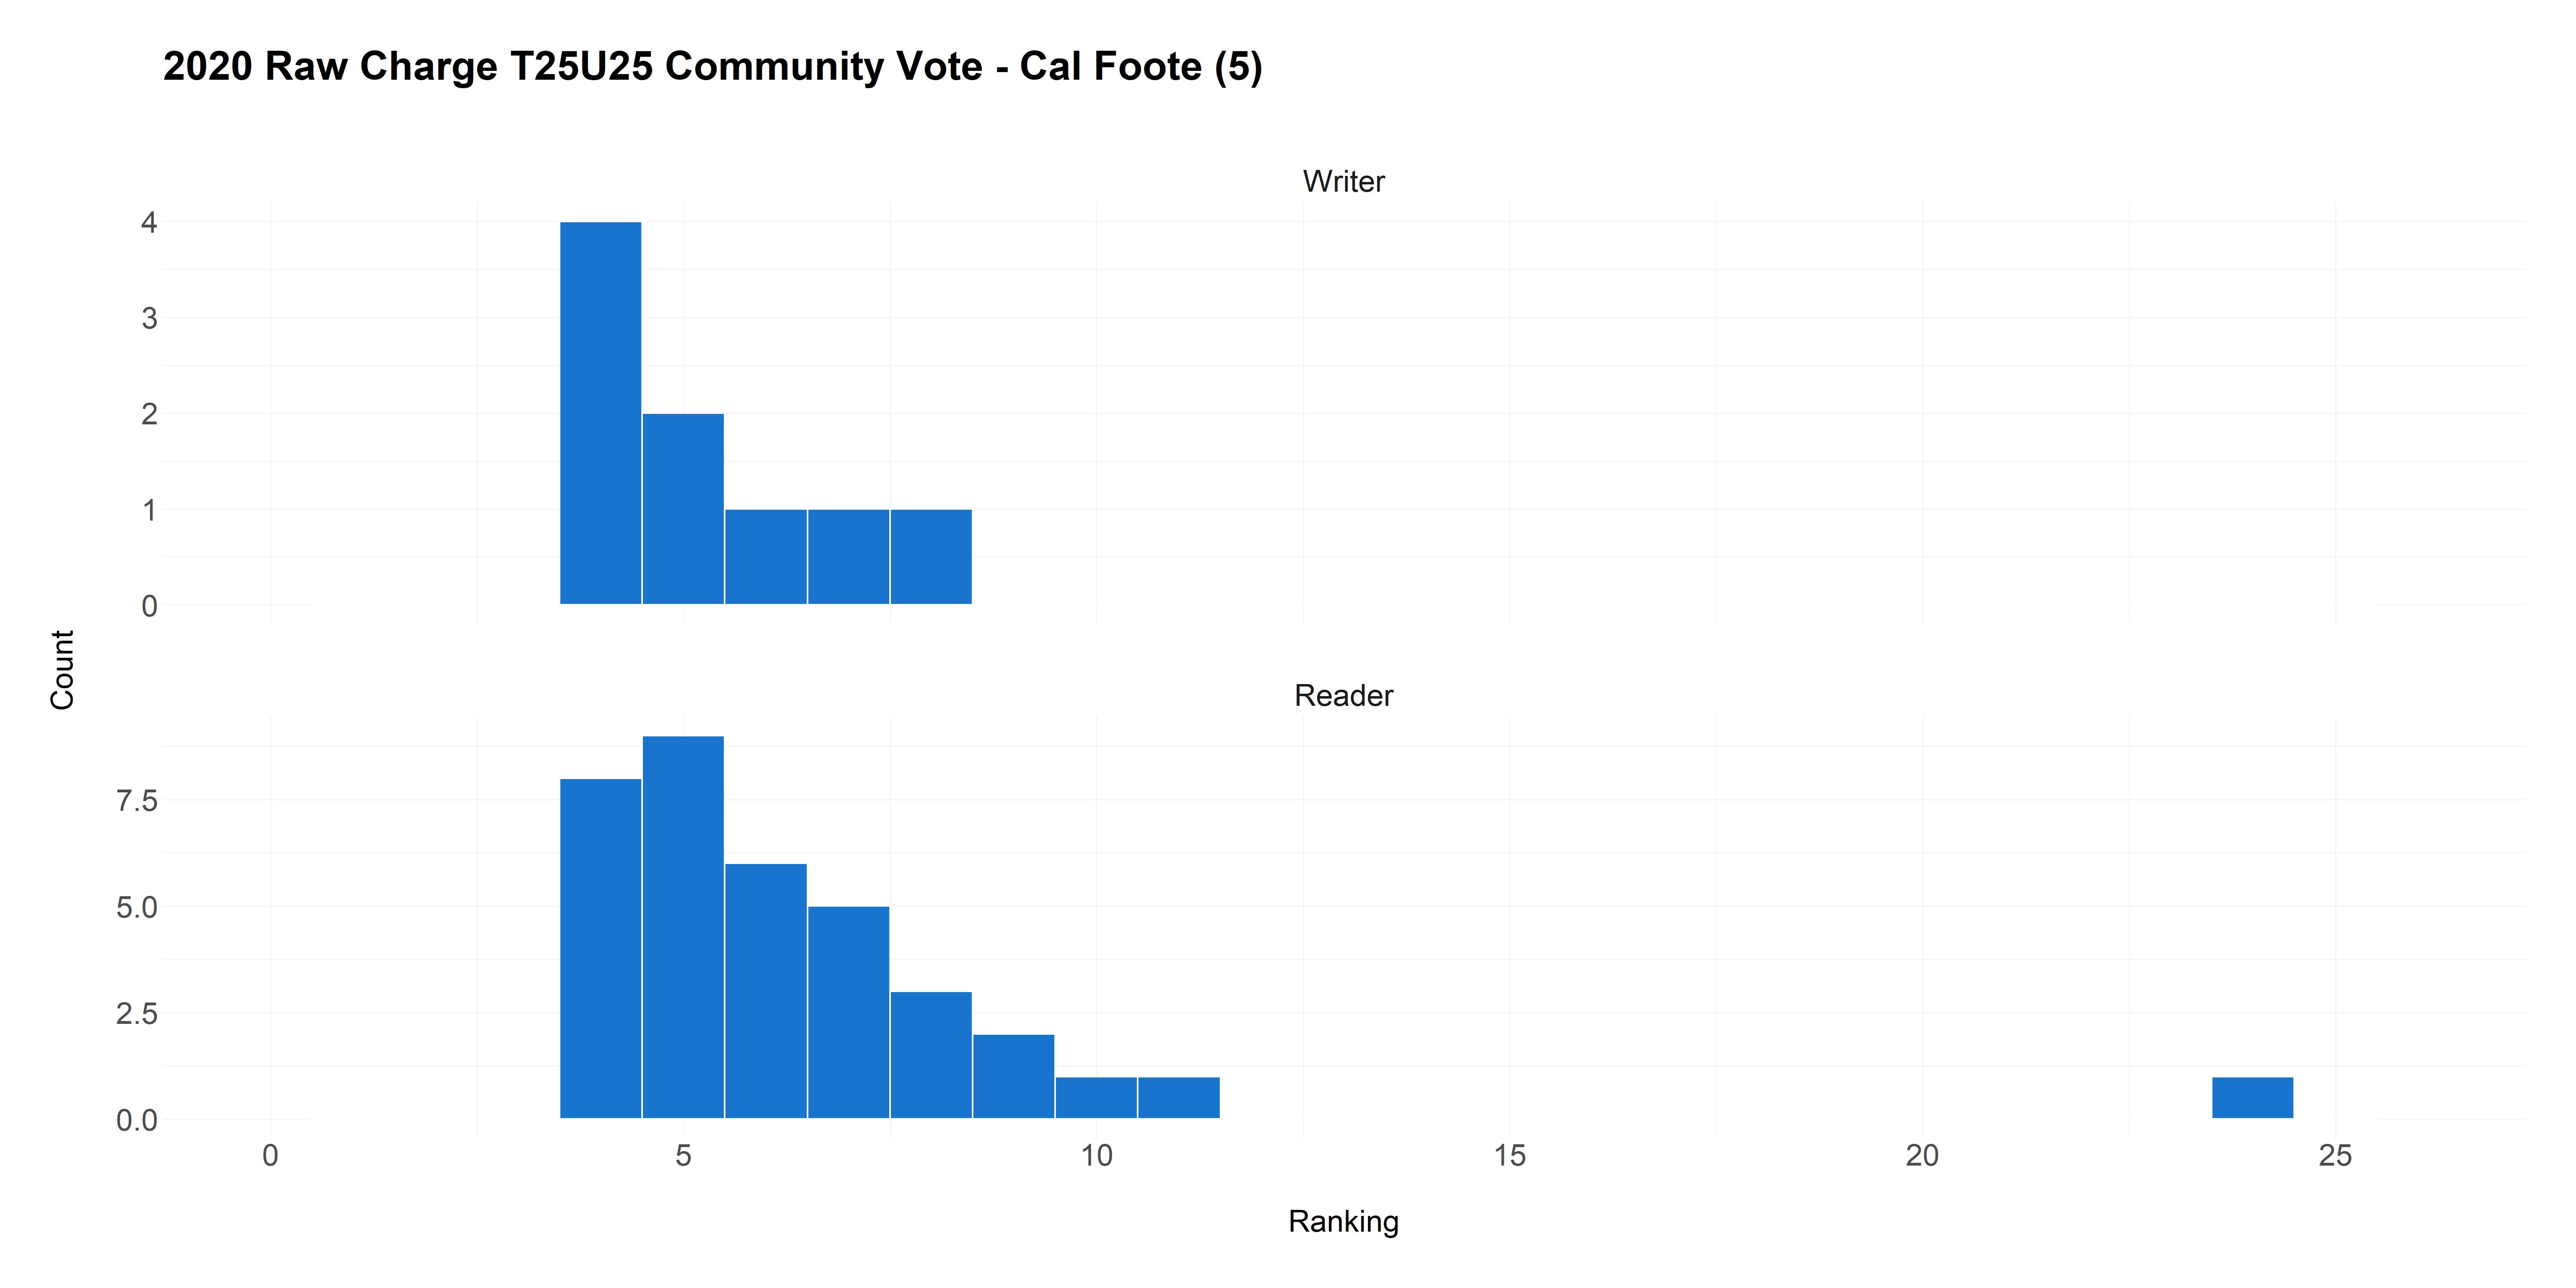 2020 Raw Charge T25U25 Community Vote - Cal Foote (5)
Writer
4
3
2
1
0
Count
Reader
7.5
5.0
2.5
0.0
0 5 10 15 20 25
Ranking